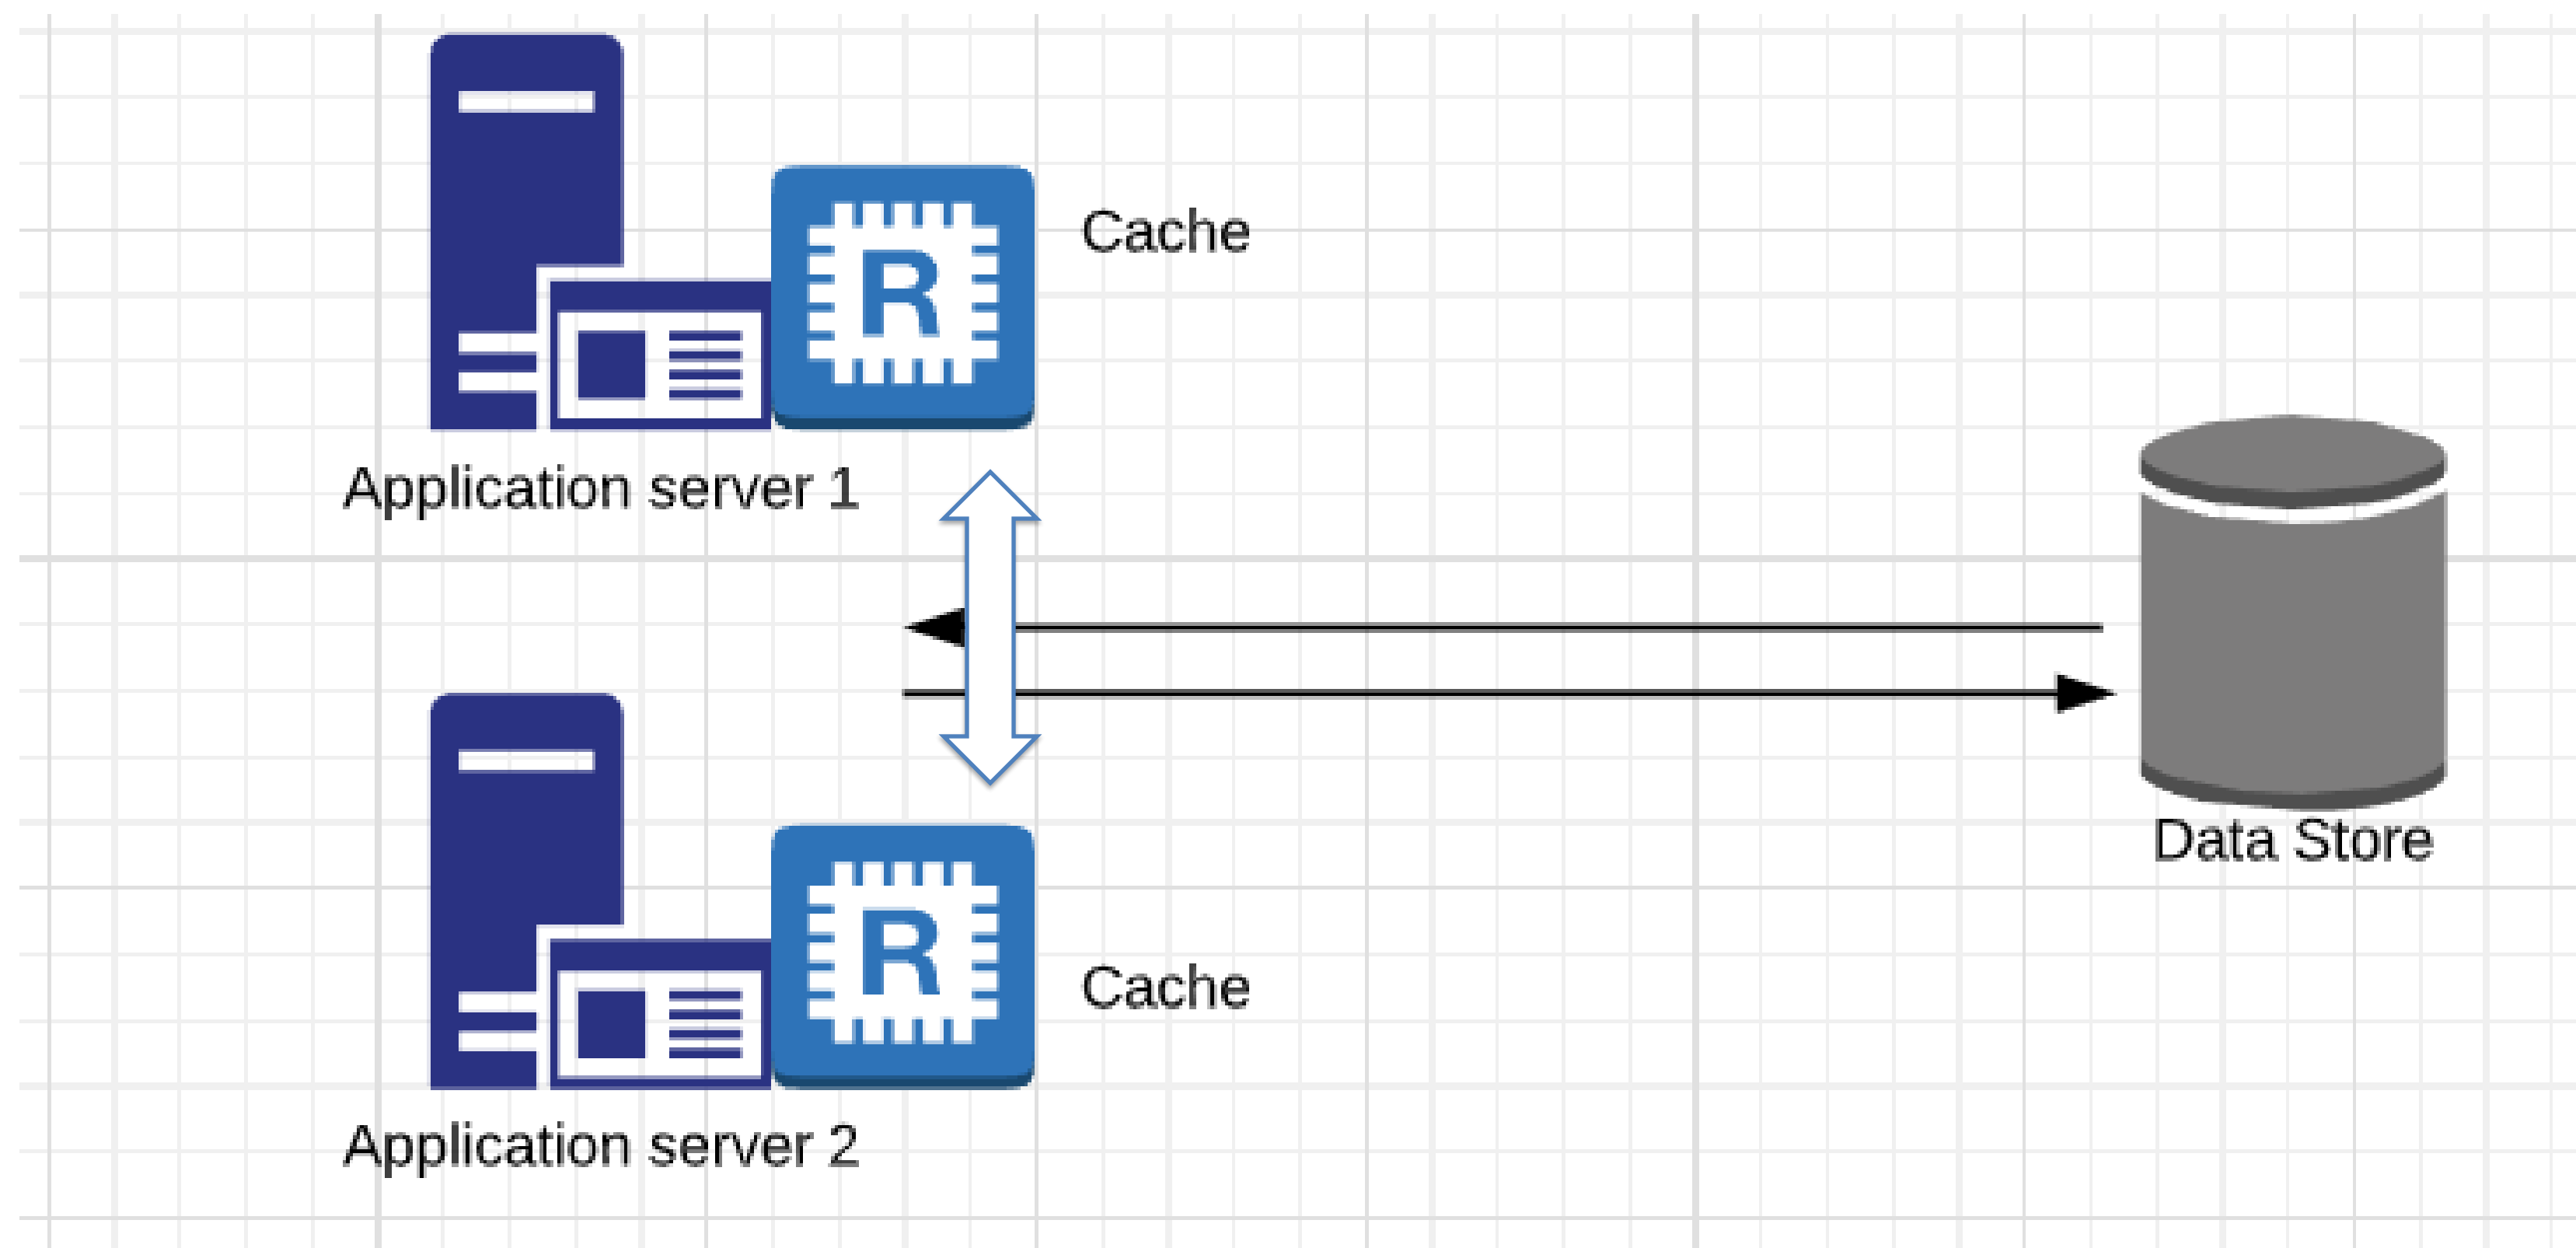 R
Cache
Application server 1
R
Cache
Application server 2
Data Store